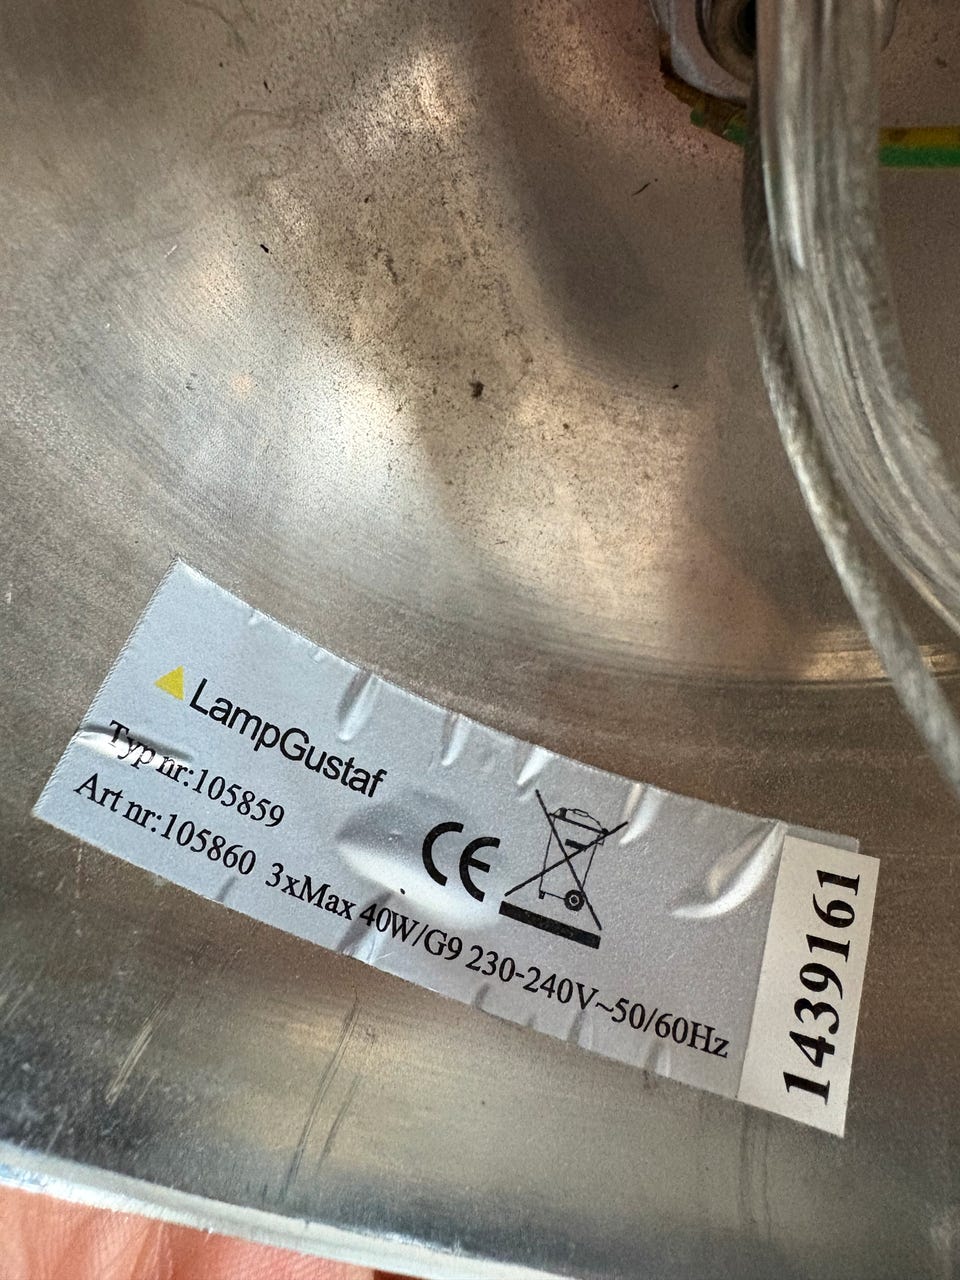 LampGustaf
Typ nr:105859
Art nr:105860 3xMax 40W/G9 230-240V~50/60Hz
CE
1439161